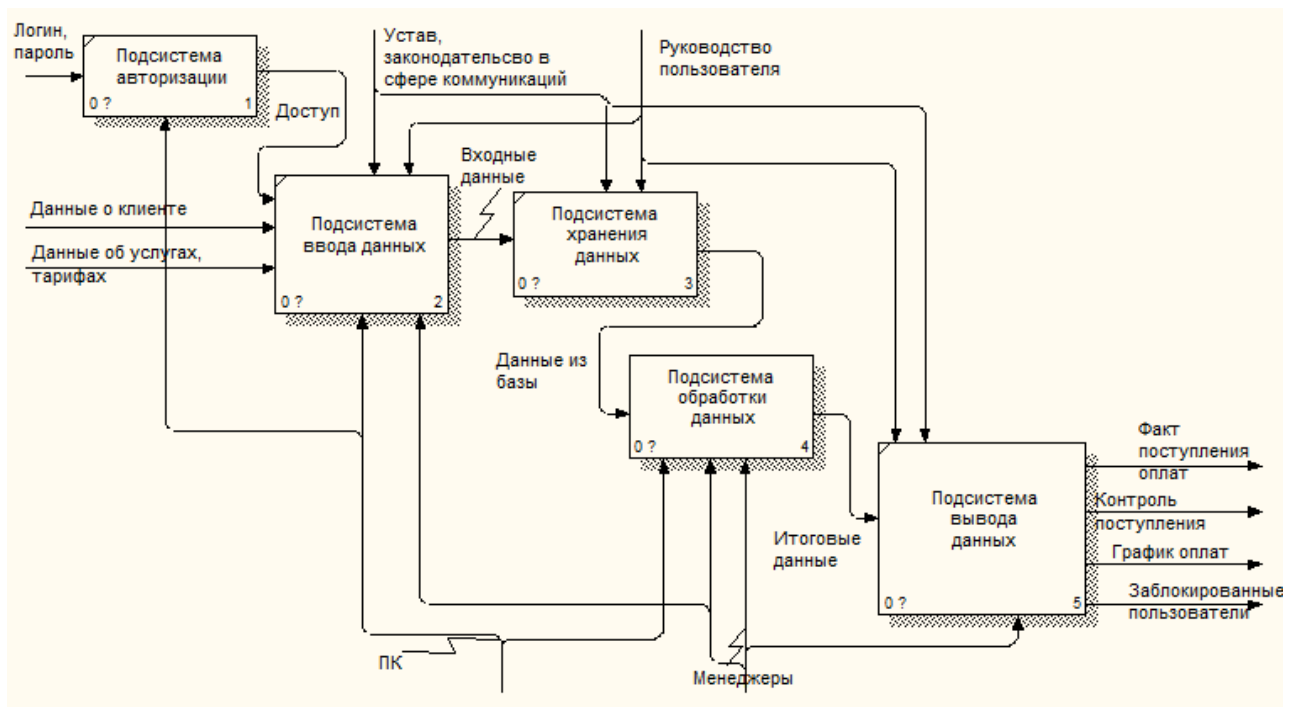 Логин,
пароль
Подсистема
авторизации
0 ?
1
Доступ
Устав,
законодательсво в
сфере коммуникаций
Руководство
пользователя
Данные о клиенте
Данные об услугах,
тарифах
Подсистема
ввода данных
0 ?
2
Входные
данные
Подсистема
хранения
данных
0 ?
3
Данные из
базы
Подсистема
обработки
данных
0 ?
4
Итоговые
данные
Подсистема
вывода
данных
0 ?
5
Факт
поступления
оплат
Контроль
поступления
График оплат
Заблокированные
пользователи
ПК
Менеджеры